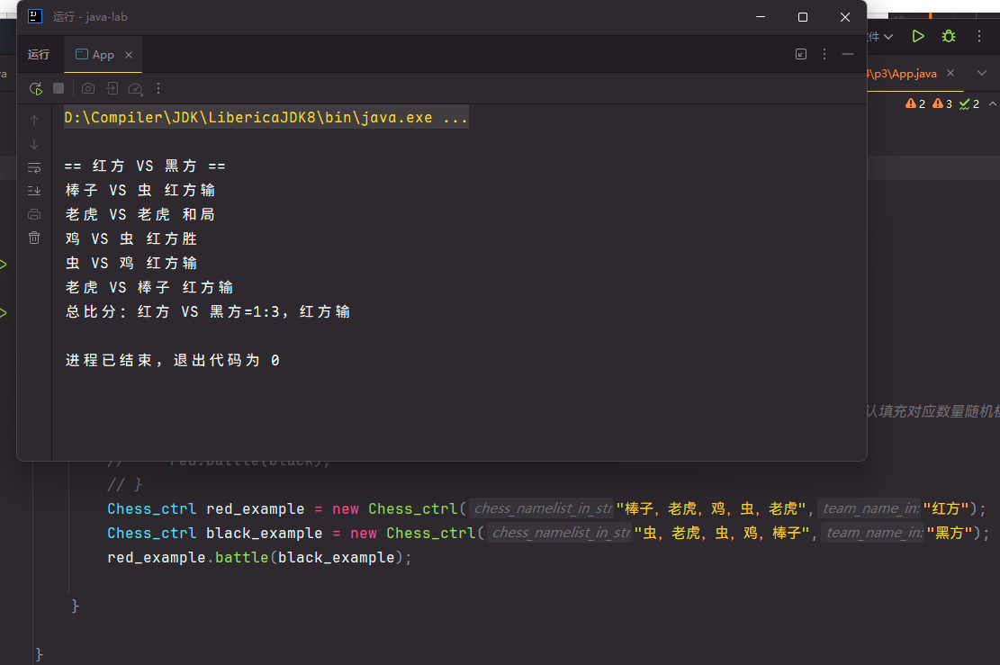 运行 - java-lab
件
运行 App
a
4\p3\App.java
2 3 2
D:\Compiler\JDK\LibericaJDK8\bin\java.exe ...
== 红方 VS 黑方 ==
棒子 VS 虫 红方输
老虎 VS 老虎 和局
鸡 VS 虫 红方胜
虫 VS 鸡 红方输
老虎 VS 棒子 红方输
总比分: 红方 VS 黑方=1:3, 红方输
进程已结束，退出代码为 0
认填充对应数量随机棋
// red.battle(black);
// }
Chess_ctrl red_example = new Chess_ctrl( chess_namelist_in_str "棒子，老虎，鸡，虫，老虎", team_name_in: "红方");
Chess_ctrl black_example = new Chess_ctrl( chess_namelist_in_str "虫，老虎，虫，鸡，棒子", team_name_in: "黑方");
red_example.battle(black_example);
}
}